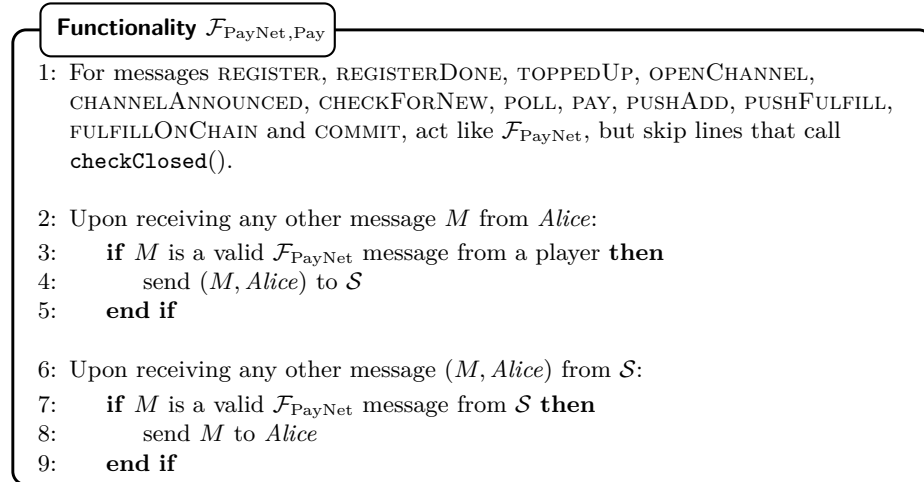 Functionality F_PayNet,Pay
1: For messages REGISTER, REGISTERDONE, TOPPEDUP, OPENCHANNEL,
CHANNELANNOUNCED, CHECKFORNEW, POLL, PAY, PUSHADD, PUSHFULFILL,
FULFILLONCHAIN and COMMIT, act like F_PayNet, but skip lines that call
checkClosed().
2: Upon receiving any other message M from Alice:
3: if M is a valid F_PayNet message from a player then
4: send (M, Alice) to S
5: end if
6: Upon receiving any other message (M, Alice) from S:
7: if M is a valid F_PayNet message from S then
8: send M to Alice
9: end if